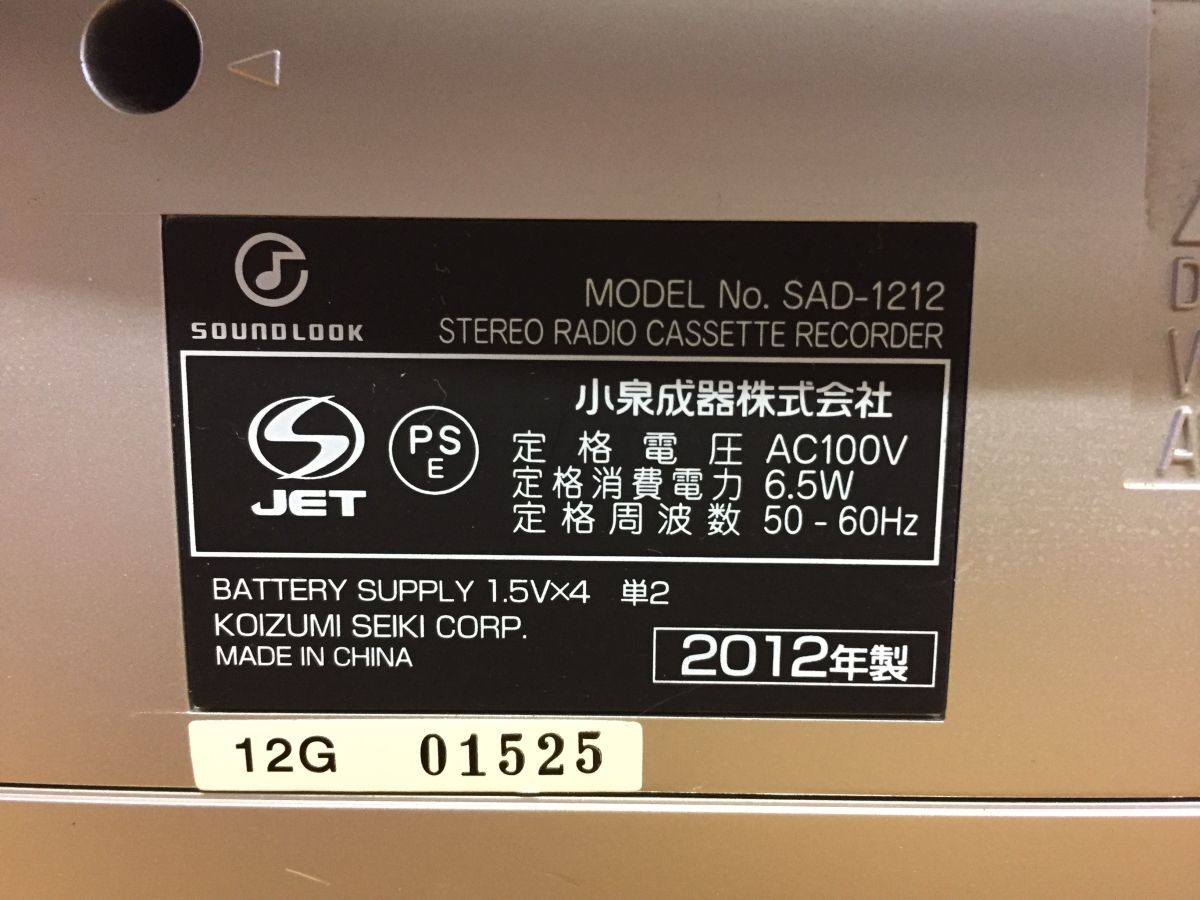 SOUNDLOOK
MODEL No. SAD-1212
STEREO RADIO CASSETTE RECORDER
小泉成器株式会社
JET
PS
E
定格電圧 AC100V
定格消費電力 6.5W
定格周波数 50 - 60Hz
BATTERY SUPPLY 1.5V×4 単2
KOIZUMI SEIKI CORP.
MADE IN CHINA
2012年製
12G 01525
D
V
A